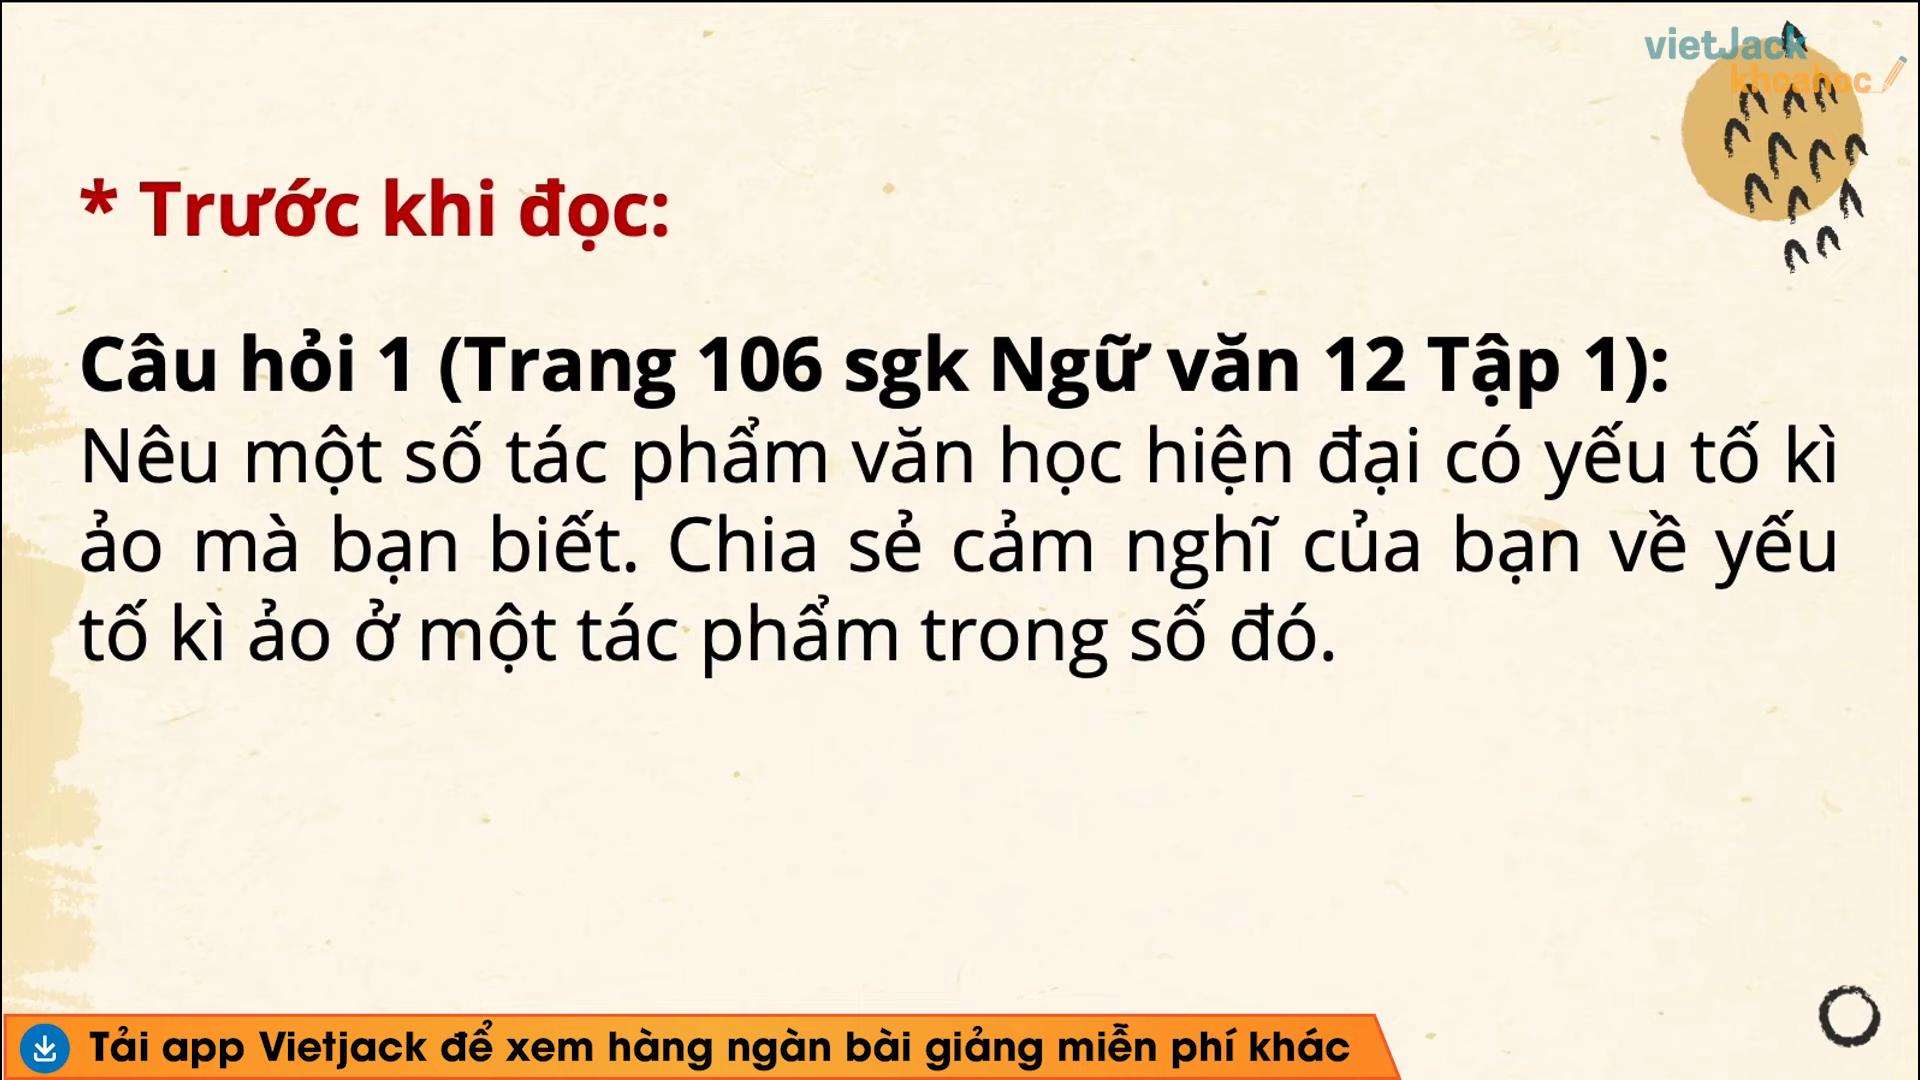 vietJack
khoahoc
* Trước khi đọc:
Câu hỏi 1 (Trang 106 sgk Ngữ văn 12 Tập 1):
Nêu một số tác phẩm văn học hiện đại có yếu tố kì
ảo mà bạn biết. Chia sẻ cảm nghĩ của bạn về yếu
tố kì ảo ở một tác phẩm trong số đó.
Tải app Vietjack để xem hàng ngàn bài giảng miễn phí khác